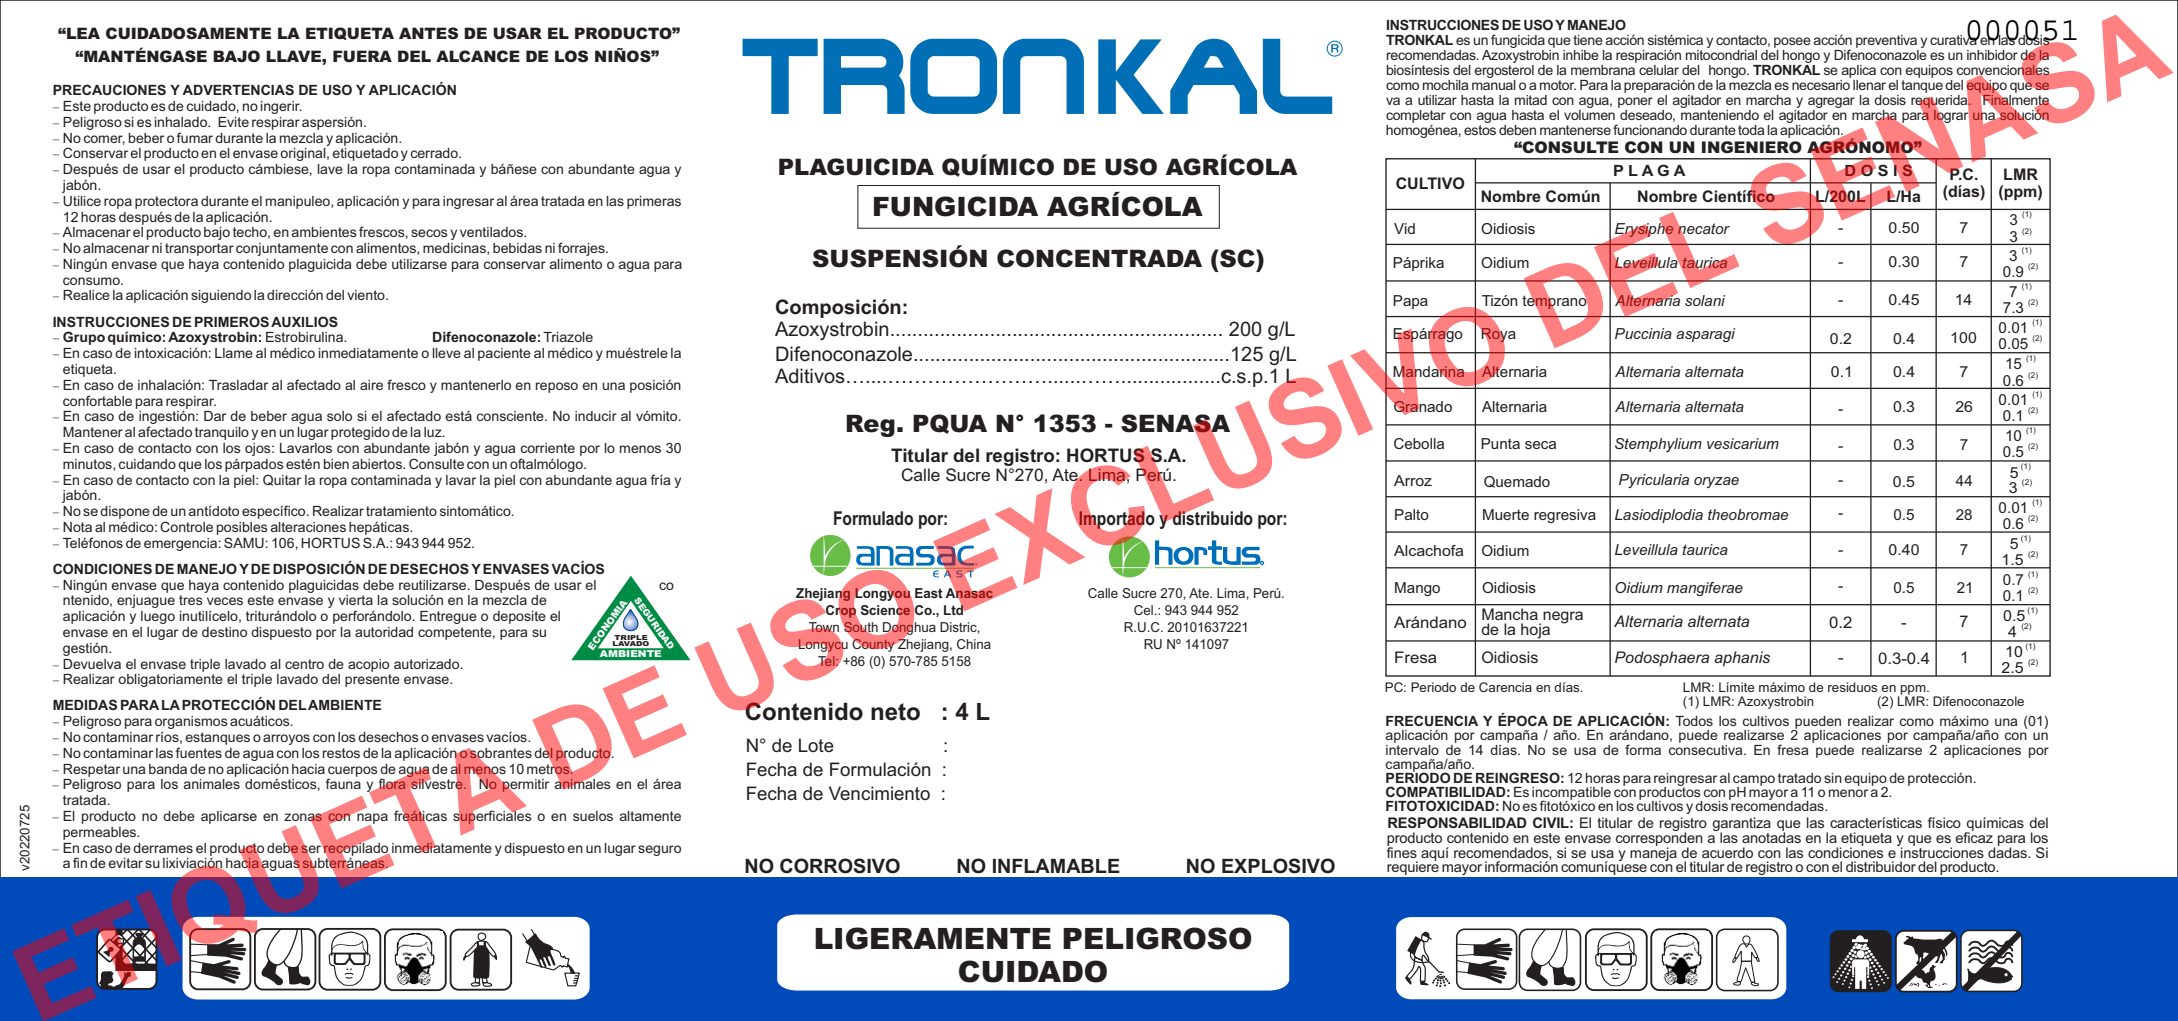 “LEA CUIDADOSAMENTE LA ETIQUETA ANTES DE USAR EL PRODUCTO”
“MANTÉNGASE BAJO LLAVE, FUERA DEL ALCANCE DE LOS NIÑOS”
PRECAUCIONES Y ADVERTENCIAS DE USO Y APLICACIÓN
– Este producto es de cuidado, no ingerir.
– Peligroso si es inhalado. Evite respirar aspersión.
– No comer, beber o fumar durante la mezcla y aplicación.
– Conservar el producto en el envase original, etiquetado y cerrado.
– Después de usar el producto cámbiese, lave la ropa contaminada y báñese con abundante agua y
jabón.
– Utilice ropa protectora durante el manipuleo, aplicación y para ingresar al área tratada en las primeras
12 horas después de la aplicación.
– Almacenar el producto bajo techo, en ambientes frescos, secos y ventilados.
– No almacenar ni transportar conjuntamente con alimentos, medicinas, bebidas ni forrajes.
– Ningún envase que haya contenido plaguicida debe utilizarse para conservar alimento o agua para
consumo.
– Realice la aplicación siguiendo la dirección del viento.
INSTRUCCIONES DE PRIMEROS AUXILIOS
– Grupo químico: Azoxystrobin: Estrobirulina. Difenoconazole: Triazole
– En caso de intoxicación: Llame al médico inmediatamente o lleve al paciente al médico y muéstrele la
etiqueta.
– En caso de inhalación: Trasladar al afectado al aire fresco y mantenerlo en reposo en una posición
confortable para respirar.
– En caso de ingestión: Dar de beber agua solo si el afectado está consciente. No inducir al vómito.
Mantener al afectado tranquilo y en un lugar protegido de la luz.
– En caso de contacto con los ojos: Lavarlos con abundante jabón y agua corriente por lo menos 30
minutos, cuidando que los párpados estén bien abiertos. Consulte con un oftalmólogo.
– En caso de contacto con la piel: Quitar la ropa contaminada y lavar la piel con abundante agua fría y
jabón.
– No se dispone de un antídoto específico. Realizar tratamiento sintomático.
– Nota al médico: Controle posibles alteraciones hepáticas.
– Teléfonos de emergencia: SAMU: 106, HORTUS S.A.: 943 944 952.
CONDICIONES DE MANEJO Y DE DISPOSICIÓN DE DESECHOS Y ENVASES VACÍOS
– Ningún envase que haya contenido plaguicidas debe reutilizarse. Después de usar el co
ntenido, enjuague tres veces este envase y vierta la solución en la mezcla de
aplicación y luego inutilícelo, triturándolo o perforándolo. Entregue o deposite el
envase en el lugar de destino dispuesto por la autoridad competente, para su
gestión.
– Devuelva el envase triple lavado al centro de acopio autorizado.
– Realizar obligatoriamente el triple lavado del presente envase.
ECONOMIA
SEGURIDAD
TRIPLE
LAVADO
AMBIENTE
MEDIDAS PARA LA PROTECCIÓN DEL AMBIENTE
– Peligroso para organismos acuáticos.
– No contaminar ríos, estanques o arroyos con los desechos o envases vacíos.
– No contaminar las fuentes de agua con los restos de la aplicación o sobrantes del producto.
– Respetar una banda de no aplicación hacia cuerpos de agua de al menos 10 metros.
– Peligroso para los animales domésticos, fauna y flora silvestre. No permitir animales en el área
tratada.
– El producto no debe aplicarse en zonas con napa freáticas superficiales o en suelos altamente
permeables.
– En caso de derrames el producto debe ser recopilado inmediatamente y dispuesto en un lugar seguro
a fin de evitar su lixiviación hacia aguas subterráneas.
v20220725
TRONKAL®
PLAGUICIDA QUÍMICO DE USO AGRÍCOLA
FUNGICIDA AGRÍCOLA
SUSPENSIÓN CONCENTRADA (SC)
Composición:
Azoxystrobin............................................................ 200 g/L
Difenoconazole.........................................................125 g/L
Aditivos…...……………………......……..................c.s.p.1 L
Reg. PQUA N° 1353 - SENASA
Titular del registro: HORTUS S.A.
Calle Sucre N°270, Ate. Lima, Perú.
Formulado por:
anasac
EAST
Zhejiang Longyou East Anasac
Crop Science Co., Ltd
Town South Donghua Distric,
Longycu County Zhejiang, China
Tel: +86 (0) 570-785 5158
Importado y distribuido por:
hortus®
Calle Sucre 270, Ate. Lima, Perú.
Cel.: 943 944 952
R.U.C. 20101637221
RU Nº 141097
Contenido neto : 4 L
N° de Lote :
Fecha de Formulación :
Fecha de Vencimiento :
NO CORROSIVO NO INFLAMABLE NO EXPLOSIVO
LIGERAMENTE PELIGROSO
CUIDADO
000051
INSTRUCCIONES DE USO Y MANEJO
TRONKAL es un fungicida que tiene acción sistémica y contacto, posee acción preventiva y curativa en las dosis
recomendadas. Azoxystrobin inhibe la respiración mitocondrial del hongo y Difenoconazole es un inhibidor de la
biosíntesis del ergosterol de la membrana celular del hongo. TRONKAL se aplica con equipos convencionales
como mochila manual o a motor. Para la preparación de la mezcla es necesario llenar el tanque del equipo que se
va a utilizar hasta la mitad con agua, poner el agitador en marcha y agregar la dosis requerida. Finalmente
completar con agua hasta el volumen deseado, manteniendo el agitador en marcha para lograr una solución
homogénea, estos deben mantenerse funcionando durante toda la aplicación.
“CONSULTE CON UN INGENIERO AGRÓNOMO”
CULTIVO PLAGA DOSIS P.C. (días) LMR (ppm)
Nombre Común Nombre Científico L/200L L/Ha
Vid Oidiosis Erysiphe necator - 0.50 7 3 (1) 3 (2)
Páprika Oidium Leveillula taurica - 0.30 7 3 (1) 0.9 (2)
Papa Tizón temprano Alternaria solani - 0.45 14 7 (1) 7.3 (2)
Espárrago Roya Puccinia asparagi 0.2 0.4 100 0.01 (1) 0.05 (2)
Mandarina Alternaria Alternaria alternata 0.1 0.4 7 15 (1) 0.6 (2)
Granado Alternaria Alternaria alternata - 0.3 26 0.01 (1) 0.1 (2)
Cebolla Punta seca Stemphylium vesicarium - 0.3 7 10 (1) 0.5 (2)
Arroz Quemado Pyricularia oryzae - 0.5 44 5 (1) 3 (2)
Palto Muerte regresiva Lasiodiplodia theobromae - 0.5 28 0.01 (1) 0.6 (2)
Alcachofa Oidium Leveillula taurica - 0.40 7 5 (1) 1.5 (2)
Mango Oidiosis Oidium mangiferae - 0.5 21 0.7 (1) 0.1 (2)
Arándano Mancha negra de la hoja Alternaria alternata 0.2 - 7 0.5 (1) 4 (2)
Fresa Oidiosis Podosphaera aphanis - 0.3-0.4 1 10 (1) 2.5 (2)
PC: Periodo de Carencia en días. LMR: Límite máximo de residuos en ppm.
(1) LMR: Azoxystrobin (2) LMR: Difenoconazole
FRECUENCIA Y ÉPOCA DE APLICACIÓN: Todos los cultivos pueden realizar como máximo una (01)
aplicación por campaña / año. En arándano, puede realizarse 2 aplicaciones por campaña/año con un
intervalo de 14 días. No se usa de forma consecutiva. En fresa puede realizarse 2 aplicaciones por
campaña/año.
PERIODO DE REINGRESO: 12 horas para reingresar al campo tratado sin equipo de protección.
COMPATIBILIDAD: Es incompatible con productos con pH mayor a 11 o menor a 2.
FITOTOXICIDAD: No es fitotóxico en los cultivos y dosis recomendadas.
RESPONSABILIDAD CIVIL: El titular de registro garantiza que las características físico químicas del
producto contenido en este envase corresponden a las anotadas en la etiqueta y que es eficaz para los
fines aquí recomendados, si se usa y maneja de acuerdo con las condiciones e instrucciones dadas. Si
requiere mayor información comuníquese con el titular de registro o con el distribuidor del producto.
ETIQUETA DE USO EXCLUSIVO DEL SENASA